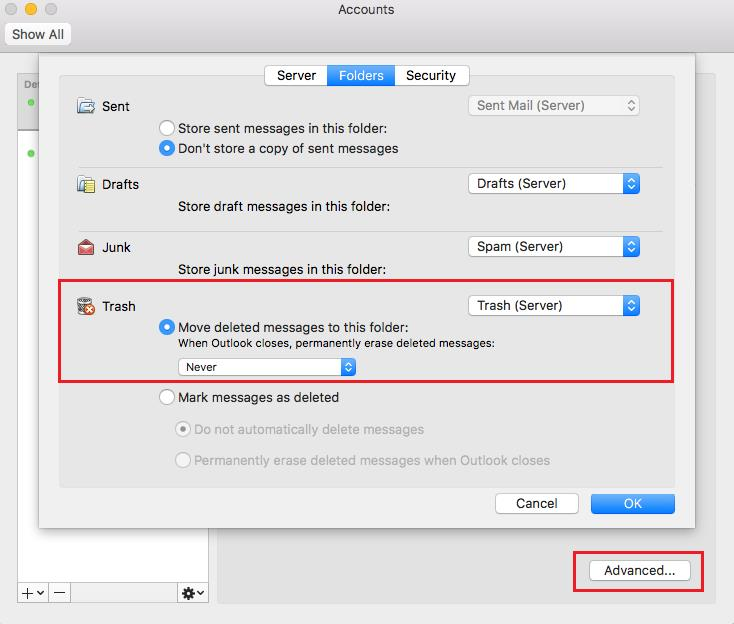 Accounts
Show All
Server Folders Security
Sent
Sent Mail (Server)
Store sent messages in this folder:
Don't store a copy of sent messages
Drafts
Drafts (Server)
Store draft messages in this folder:
Junk
Spam (Server)
Store junk messages in this folder:
Trash
Trash (Server)
Move deleted messages to this folder:
When Outlook closes, permanently erase deleted messages:
Never
Mark messages as deleted
Do not automatically delete messages
Permanently erase deleted messages when Outlook closes
Cancel OK
Advanced...